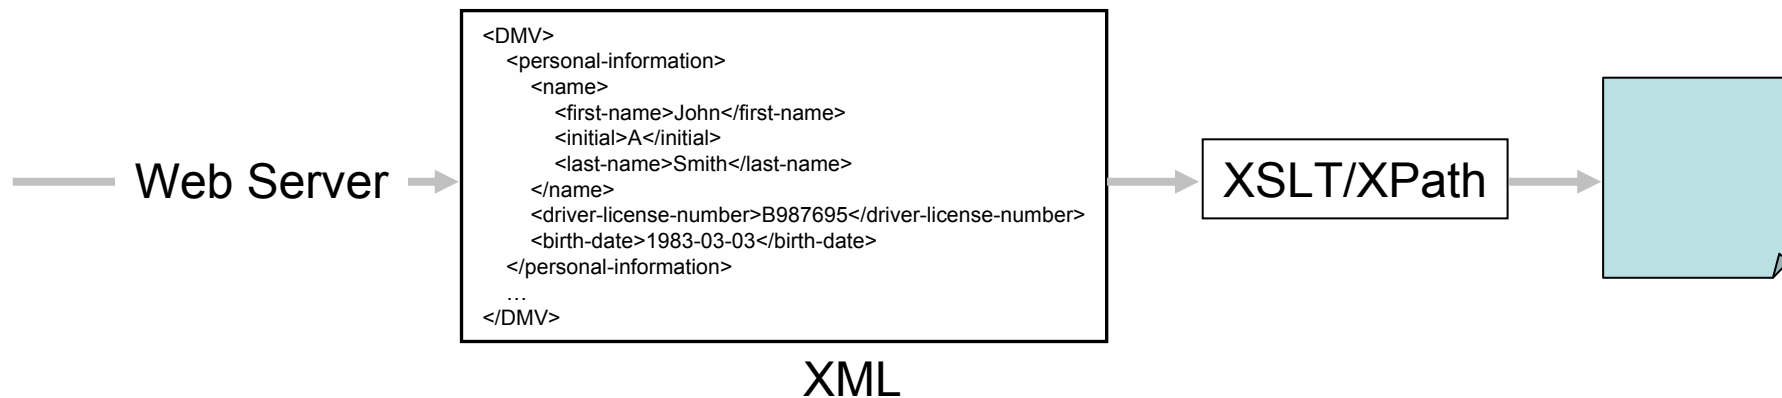 Web Server
<DMV>
<personal-information>
<name>
<first-name>John</first-name>
<initial>A</initial>
<last-name>Smith</last-name>
</name>
<driver-license-number>B987695</driver-license-number>
<birth-date>1983-03-03</birth-date>
</personal-information>
…
</DMV>
XML
XSLT/XPath